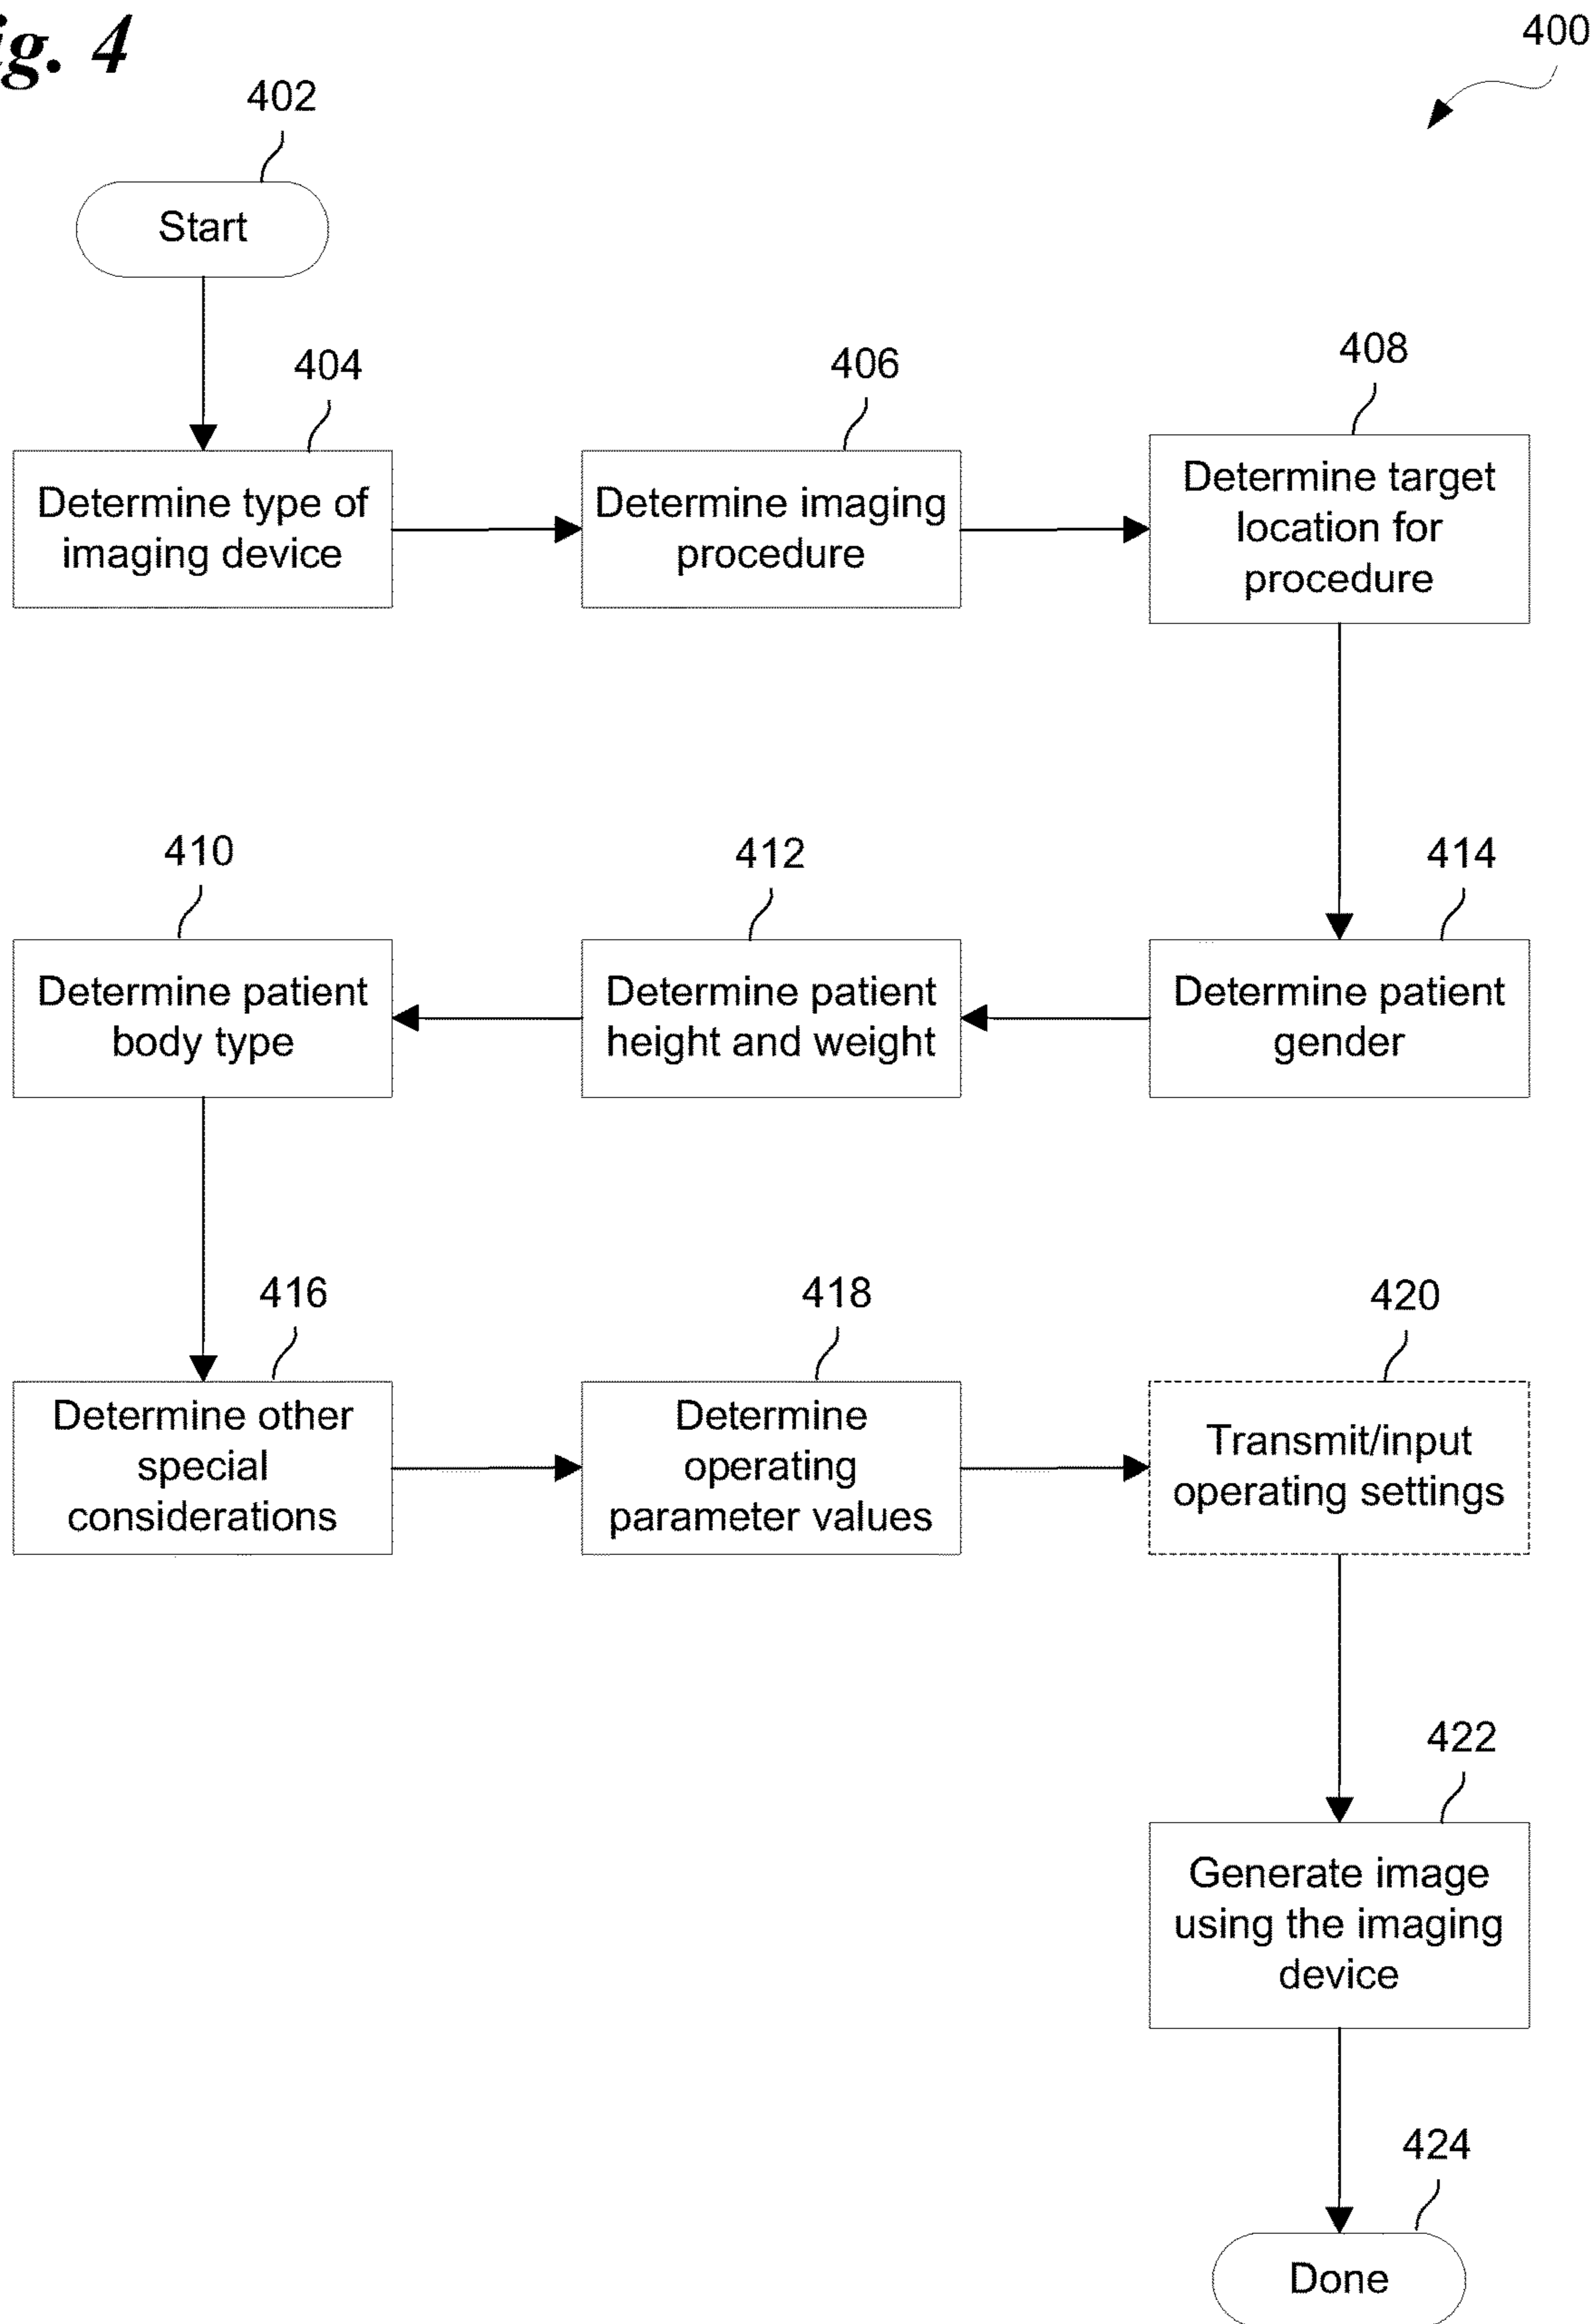 ig. 4
400
402
Start
404
406
408
Determine type of
imaging device
Determine imaging
procedure
Determine target
location for
procedure
410
412
414
Determine patient
body type
Determine patient
height and weight
Determine patient
gender
416
418
420
Determine other
special
considerations
Determine
operating
parameter values
Transmit/input
operating settings
422
Generate image
using the imaging
device
424
Done